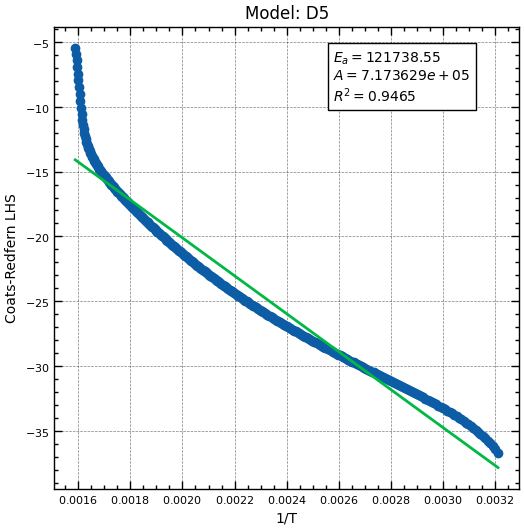 Model: D5
E_a = 121738.55
A = 7.173629e + 05
R^2 = 0.9465
Coats-Redfern LHS
−5
−10
−15
−20
−25
−30
−35
0.0016 0.0018 0.0020 0.0022 0.0024 0.0026 0.0028 0.0030 0.0032
1/T